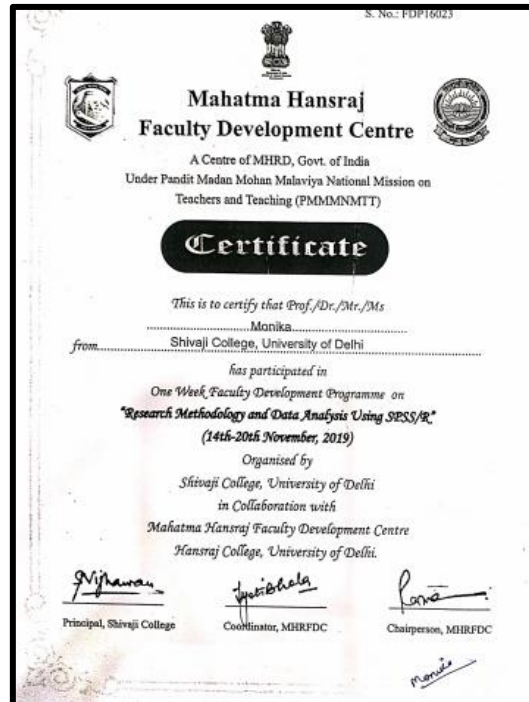 S. No.: FDP16023
Mahatma Hansraj
Faculty Development Centre
A Centre of MHRD, Govt. of India
Under Pandit Madan Mohan Malaviya National Mission on
Teachers and Teaching (PMMMNMTT)
Certificate
This is to certify that Prof./Dr./Mr./Ms
Monika
from Shivaji College, University of Delhi
has participated in
One Week Faculty Development Programme on
"Research Methodology and Data Analysis Using SPSS/R"
(14th-20th November, 2019)
Organised by
Shivaji College, University of Delhi
in Collaboration with
Mahatma Hansraj Faculty Development Centre
Hansraj College, University of Delhi.
SNijhawan JyotiBhola Rama
Principal, Shivaji College Coordinator, MHRFDC Chairperson, MHRFDC
Monika